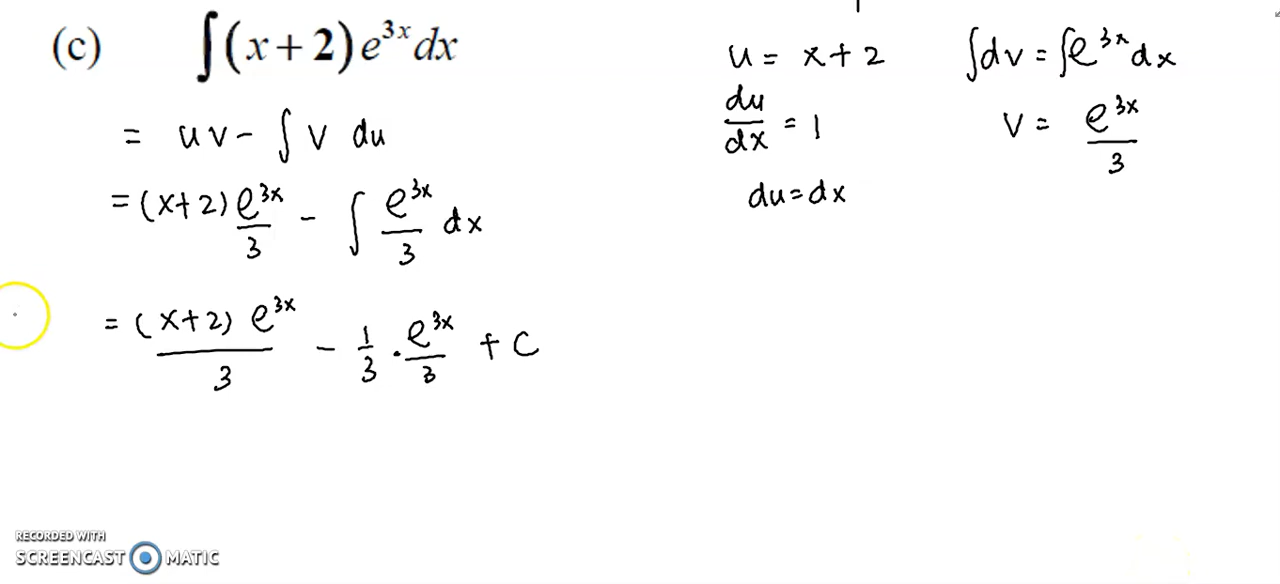 (c) ∫(x+2)e^{3x}dx
= uv - ∫ v du
= (x+2) e^{3x}/3 - ∫ e^{3x}/3 dx
= (x+2) e^{3x}/3 - 1/3 · e^{3x}/3 + C
u = x+2
du/dx = 1
du = dx
∫dv = ∫e^{3x} dx
v = e^{3x}/3
RECORDED WITH
SCREENCAST MATIC